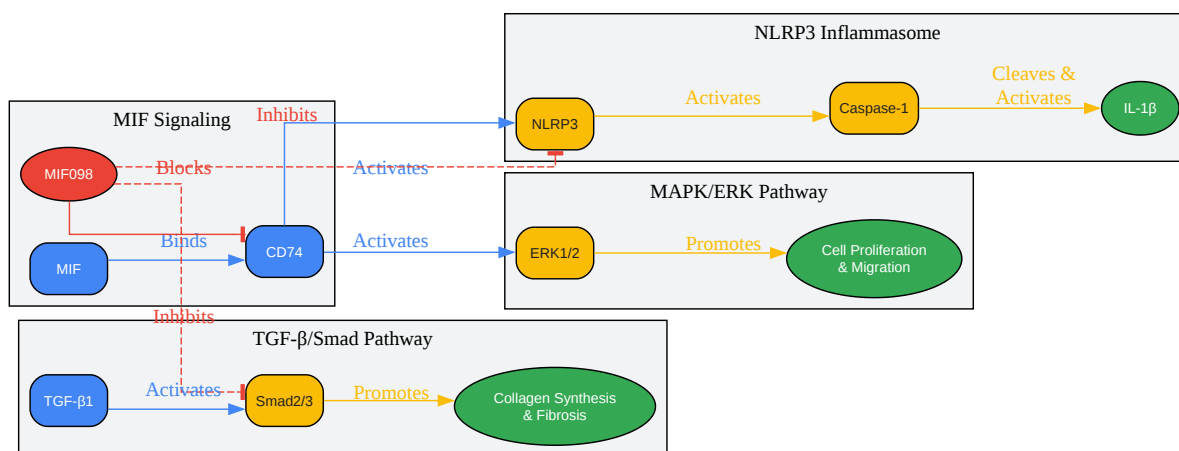 NLRP3 Inflammasome
Cleaves &
Activates
Activates
NLRP3
Caspase-1
IL-1β
MIF Signaling
Inhibits
MIF098
Blocks
Activates
Binds
MIF
CD74
Activates
MAPK/ERK Pathway
ERK1/2
Promotes
Cell Proliferation
& Migration
Inhibits
TGF-β/Smad Pathway
TGF-β1
Activates
Smad2/3
Promotes
Collagen Synthesis
& Fibrosis